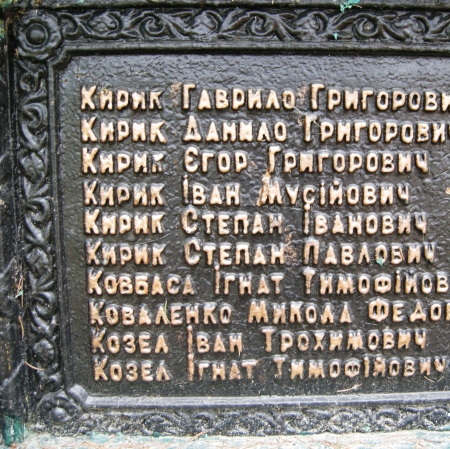 Кирик Гаврило Григорови
Кирик Данило Григорович
Кирик Єгор Григорович
Кирик Іван Мусійович
Кирик Степан Іванович
Кирик Степан Павлович
Ковбаса Ігнат Тимофійов
Коваленко Микола Федо
Козел Іван Трохимович
Козел Ігнат Тимофійович